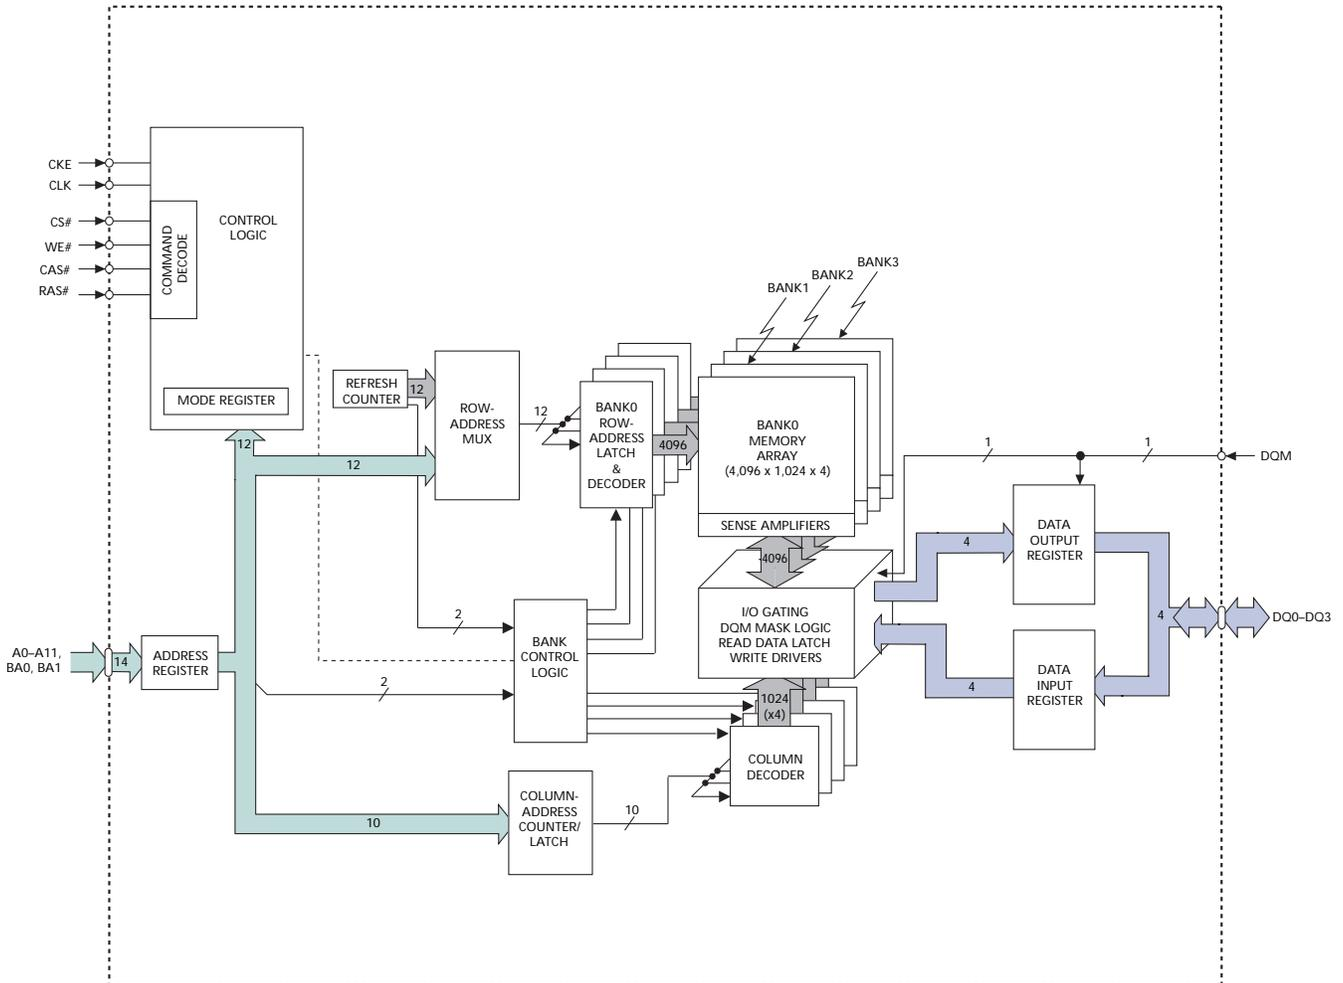 CKE
CLK
CS#
WE#
CAS#
RAS#
COMMAND
DECODE
CONTROL
LOGIC
MODE REGISTER
12
BANK3
BANK2
BANK1
REFRESH
COUNTER
12
12
ROW-
ADDRESS
MUX
12
BANK0
ROW-
ADDRESS
LATCH
&
DECODER
4096
BANK0
MEMORY
ARRAY
(4,096 x 1,024 x 4)
SENSE AMPLIFIERS
4096
I/O GATING
DQM MASK LOGIC
READ DATA LATCH
WRITE DRIVERS
1
1
DQM
DATA
OUTPUT
REGISTER
4
4
DQ0–DQ3
DATA
INPUT
REGISTER
4
A0–A11,
BA0, BA1
14
ADDRESS
REGISTER
2
2
BANK
CONTROL
LOGIC
1024
(x4)
COLUMN
DECODER
10
COLUMN-
ADDRESS
COUNTER/
LATCH
10